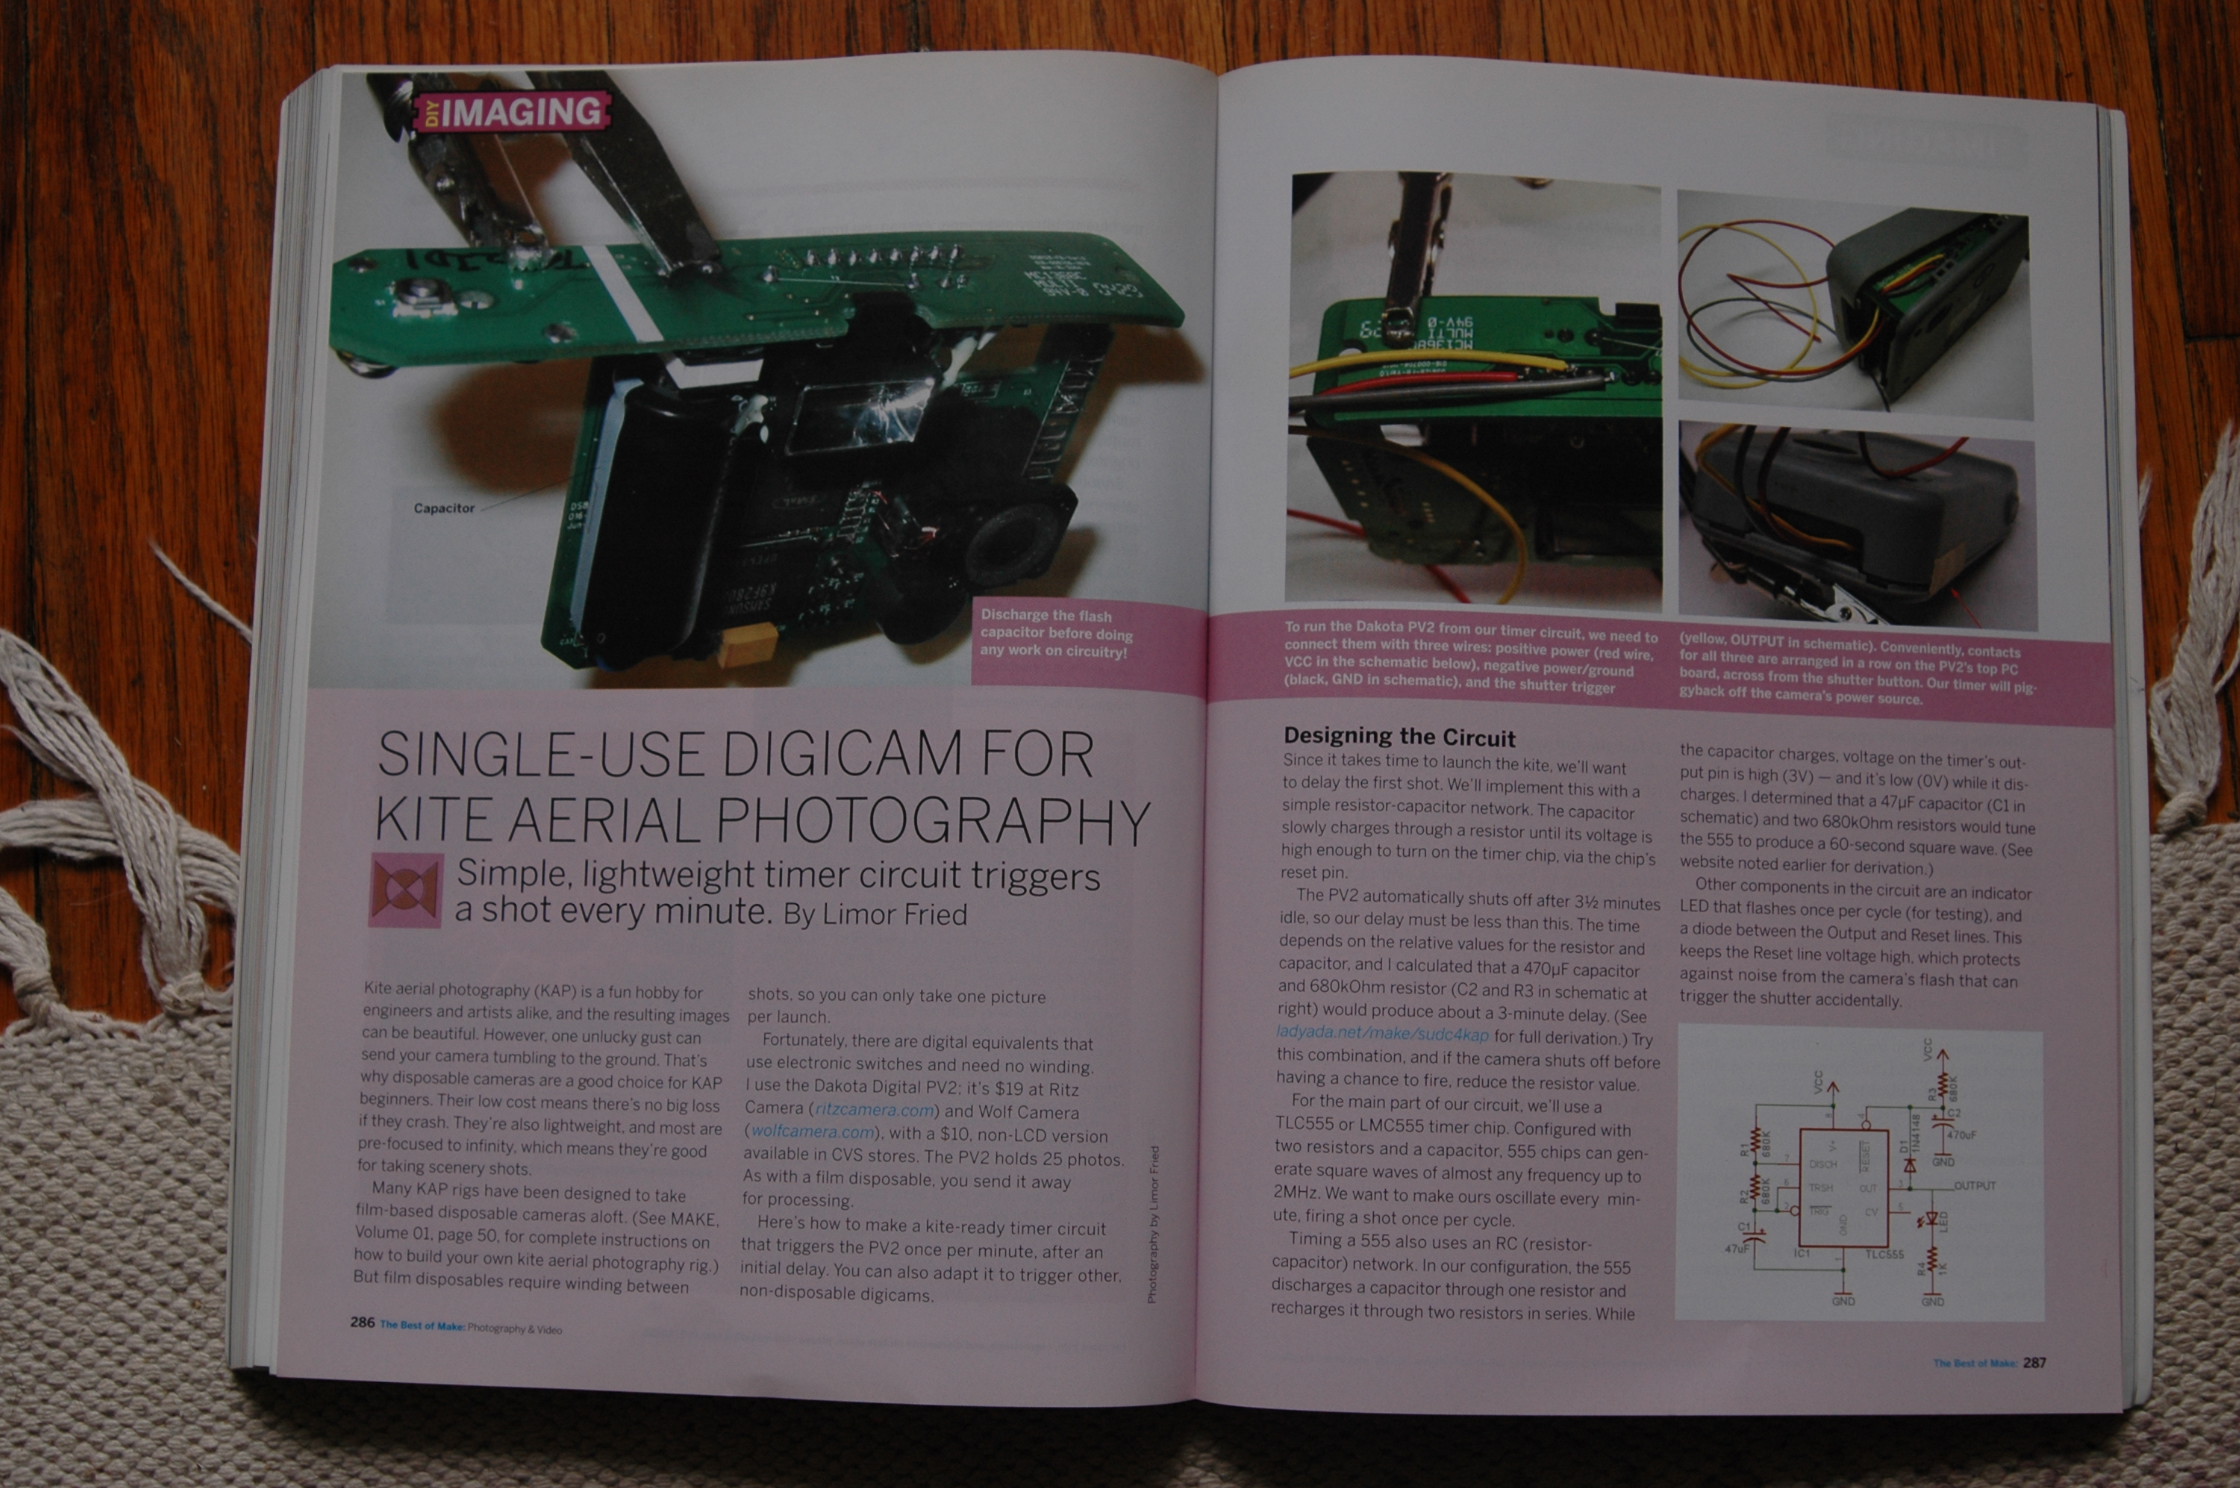 DIY IMAGING
Capacitor
Discharge the flash
capacitor before doing
any work on circuitry!
SINGLE-USE DIGICAM FOR
KITE AERIAL PHOTOGRAPHY
Simple, lightweight timer circuit triggers
a shot every minute. By Limor Fried
Kite aerial photography (KAP) is a fun hobby for
engineers and artists alike, and the resulting images
can be beautiful. However, one unlucky gust can
send your camera tumbling to the ground. That's
why disposable cameras are a good choice for KAP
beginners. Their low cost means there's no big loss
if they crash. They're also lightweight, and most are
pre-focused to infinity, which means they're good
for taking scenery shots.
Many KAP rigs have been designed to take
film-based disposable cameras aloft. (See MAKE,
Volume 01, page 50, for complete instructions on
how to build your own kite aerial photography rig.)
But film disposables require winding between
shots, so you can only take one picture
per launch.
Fortunately, there are digital equivalents that
use electronic switches and need no winding.
I use the Dakota Digital PV2; it's $19 at Ritz
Camera (ritzcamera.com) and Wolf Camera
(wolfcamera.com), with a $10, non-LCD version
available in CVS stores. The PV2 holds 25 photos.
As with a film disposable, you send it away
for processing.
Here's how to make a kite-ready timer circuit
that triggers the PV2 once per minute, after an
initial delay. You can also adapt it to trigger other,
non-disposable digicams.
Photography by Limor Fried
286 The Best of Make: Photography & Video
MULTI
94V-0
To run the Dakota PV2 from our timer circuit, we need to
connect them with three wires: positive power (red wire,
VCC in the schematic below), negative power/ground
(black, GND in schematic), and the shutter trigger
(yellow, OUTPUT in schematic). Conveniently, contacts
for all three are arranged in a row on the PV2's top PC
board, across from the shutter button. Our timer will pig-
gyback off the camera's power source.
Designing the Circuit
Since it takes time to launch the kite, we'll want
to delay the first shot. We'll implement this with a
simple resistor-capacitor network. The capacitor
slowly charges through a resistor until its voltage is
high enough to turn on the timer chip, via the chip's
reset pin.
The PV2 automatically shuts off after 3½ minutes
idle, so our delay must be less than this. The time
depends on the relative values for the resistor and
capacitor, and I calculated that a 470μF capacitor
and 680kOhm resistor (C2 and R3 in schematic at
right) would produce about a 3-minute delay. (See
ladyada.net/make/sudc4kap for full derivation.) Try
this combination, and if the camera shuts off before
having a chance to fire, reduce the resistor value.
For the main part of our circuit, we'll use a
TLC555 or LMC555 timer chip. Configured with
two resistors and a capacitor, 555 chips can gen-
erate square waves of almost any frequency up to
2MHz. We want to make ours oscillate every min-
ute, firing a shot once per cycle.
Timing a 555 also uses an RC (resistor-
capacitor) network. In our configuration, the 555
discharges a capacitor through one resistor and
recharges it through two resistors in series. While
the capacitor charges, voltage on the timer's out-
put pin is high (3V) — and it's low (0V) while it dis-
charges. I determined that a 47μF capacitor (C1 in
schematic) and two 680kOhm resistors would tune
the 555 to produce a 60-second square wave. (See
website noted earlier for derivation.)
Other components in the circuit are an indicator
LED that flashes once per cycle (for testing), and
a diode between the Output and Reset lines. This
keeps the Reset line voltage high, which protects
against noise from the camera's flash that can
trigger the shutter accidentally.
VCC
VCC
R3
680K
C2
470uF
GND
R1
680K
R2
680K
C1
47uF
V+
RESET
DISCH
TRSH
TRIG
OUT
CV
GND
IC1
TLC555
D1
1N4148
OUTPUT
LED
R4
1K
GND
GND
The Best of Make: 287